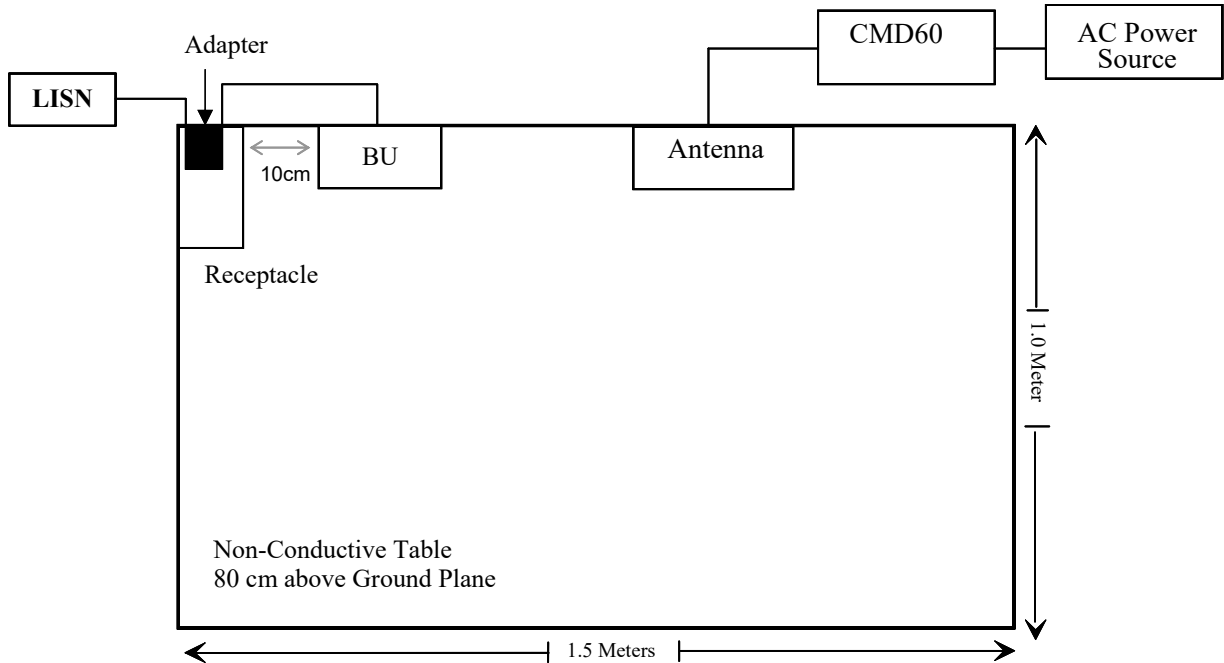 Adapter
CMD60
AC Power
Source
LISN
BU
Antenna
10cm
Receptacle
1.0 Meter
Non-Conductive Table
80 cm above Ground Plane
1.5 Meters